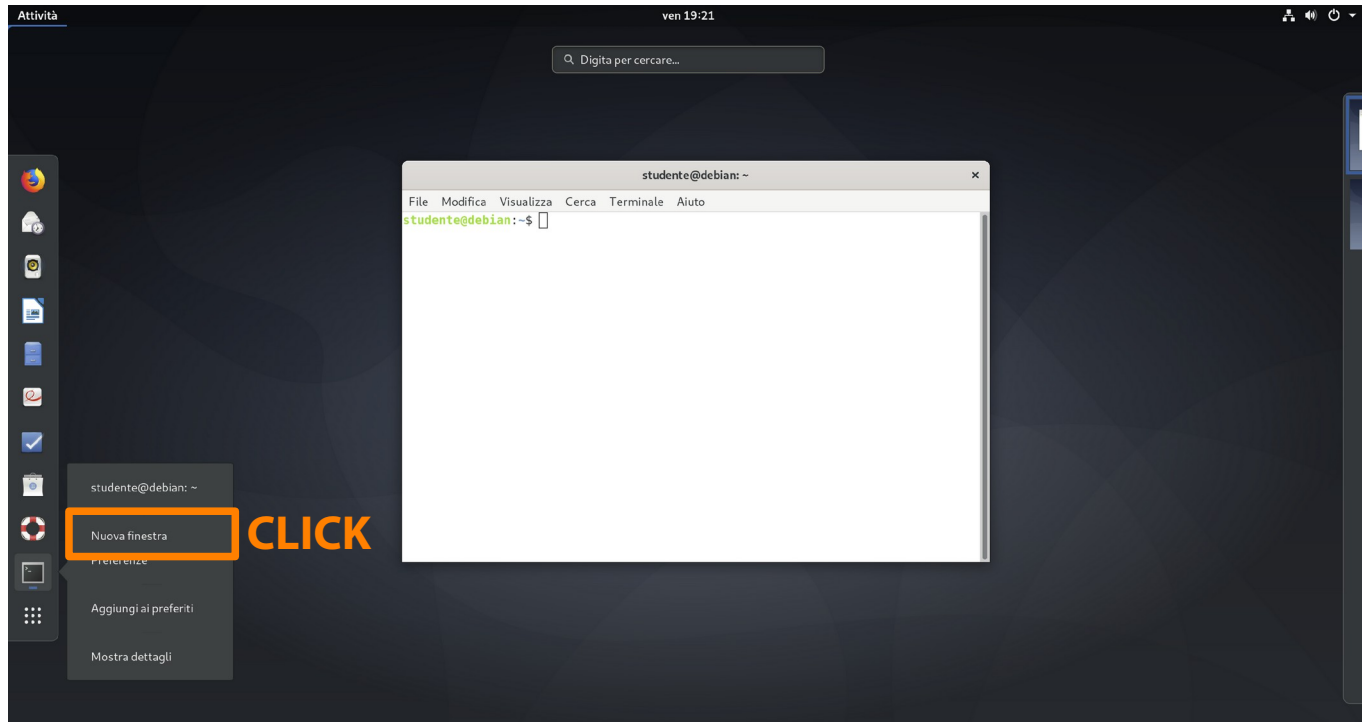 Attività
ven 19:21
Digita per cercare...
studente@debian: ~
File Modifica Visualizza Cerca Terminale Aiuto
studente@debian:~$
studente@debian: ~
Nuova finestra
CLICK
Preferenze
Aggiungi ai preferiti
Mostra dettagli